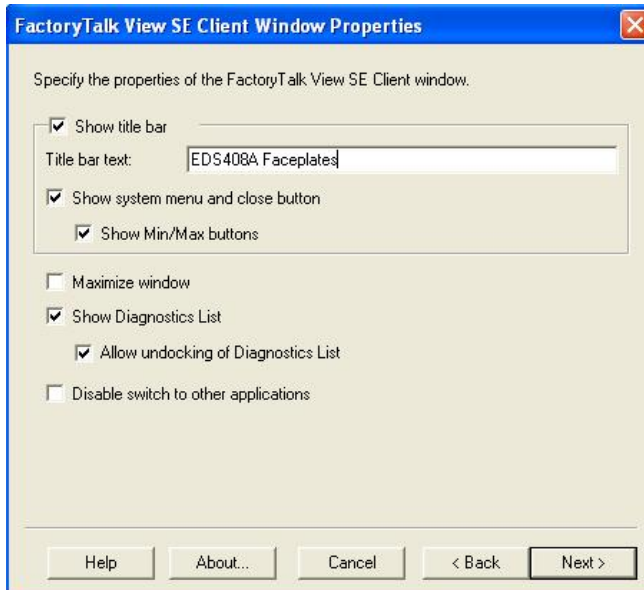 FactoryTalk View SE Client Window Properties
Specify the properties of the FactoryTalk View SE Client window.
Show title bar
Title bar text: EDS408A Faceplates
Show system menu and close button
Show Min/Max buttons
Maximize window
Show Diagnostics List
Allow undocking of Diagnostics List
Disable switch to other applications
Help About... Cancel < Back Next >